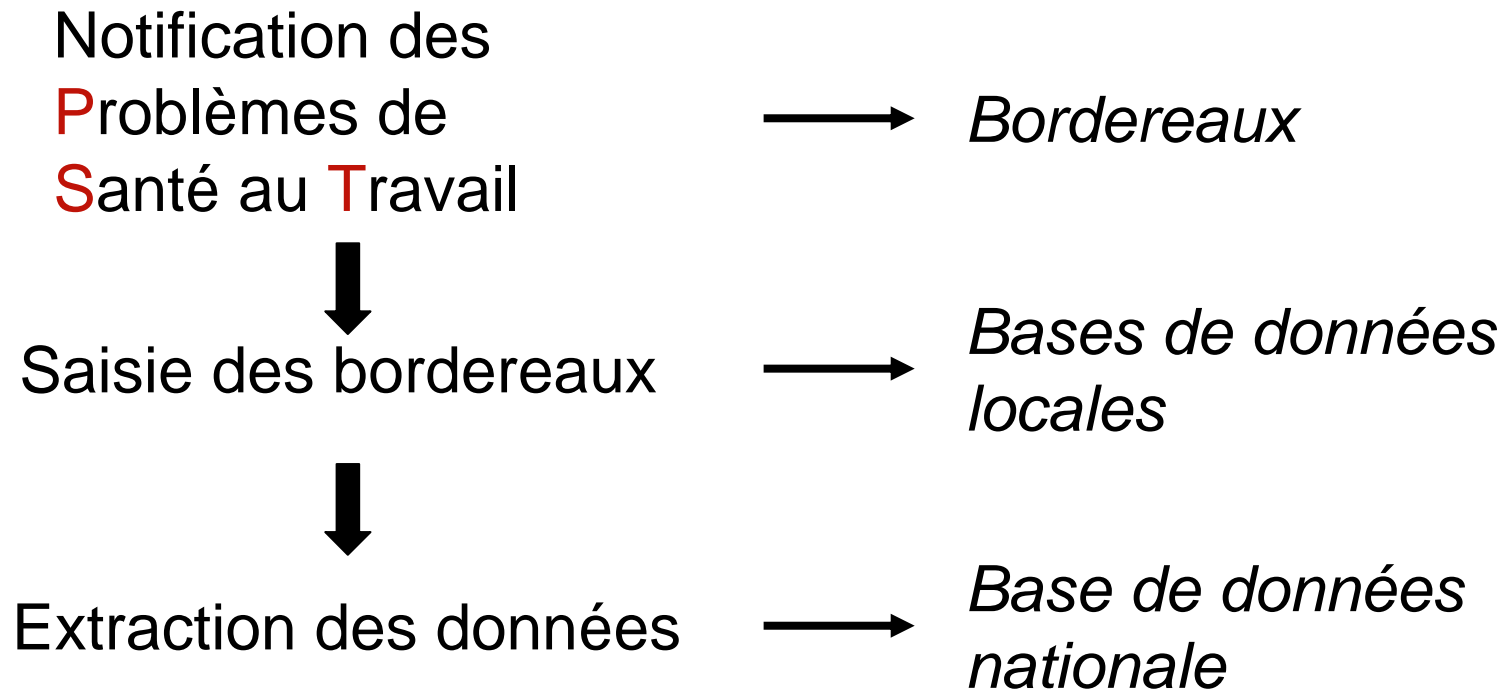 Notification des
Problèmes de
Santé au Travail
Bordereaux
Saisie des bordereaux
Bases de données
locales
Extraction des données
Base de données
nationale